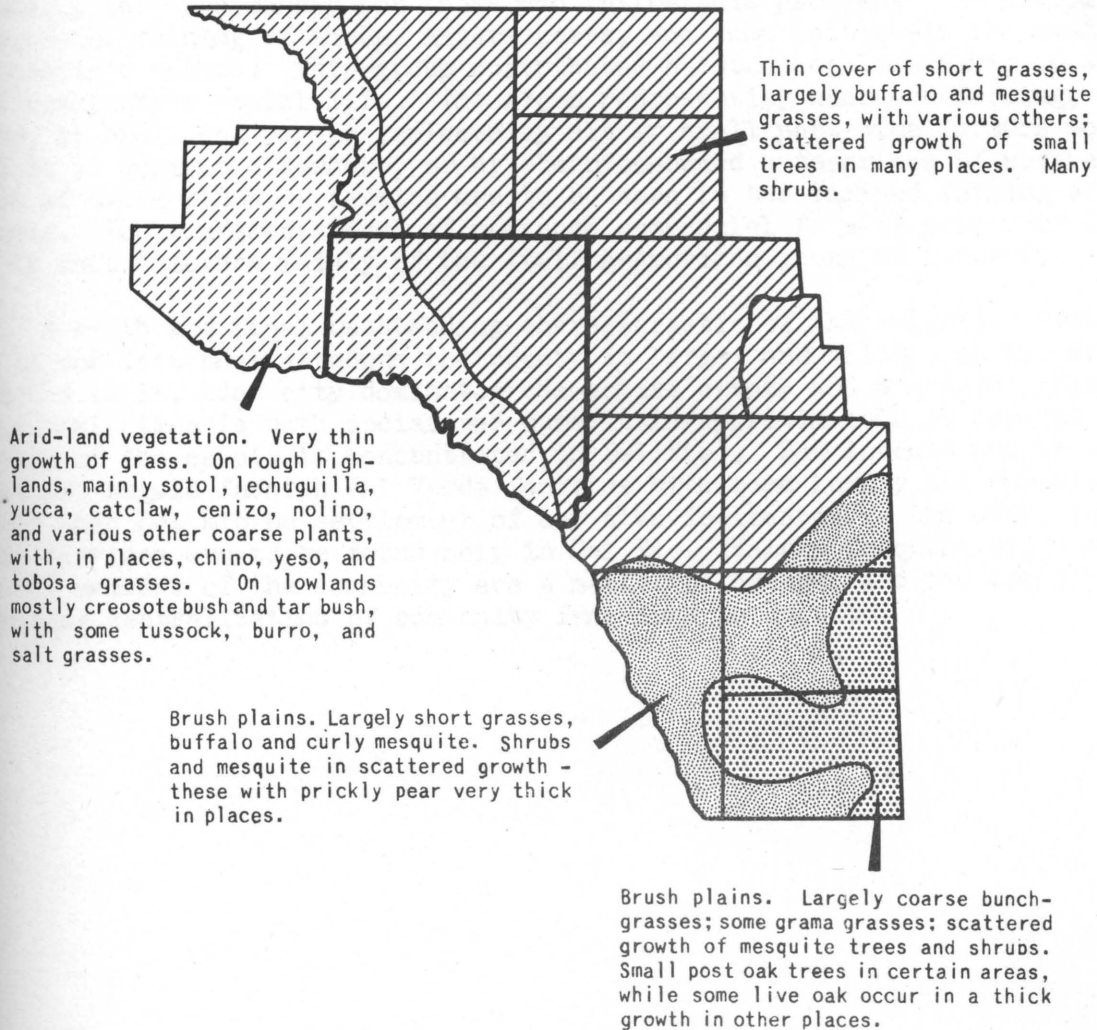 Thin cover of short grasses,
largely buffalo and mesquite
grasses, with various others;
scattered growth of small
trees in many places. Many
shrubs.
Arid-land vegetation. Very thin
growth of grass. On rough high-
lands, mainly sotol, lechuguilla,
yucca, catclaw, cenizo, nolino,
and various other coarse plants,
with, in places, chino, yeso, and
tobosa grasses. On lowlands
mostly creosote bush and tar bush,
with some tussock, burro, and
salt grasses.
Brush plains. Largely short grasses,
buffalo and curly mesquite. Shrubs
and mesquite in scattered growth -
these with prickly pear very thick
in places.
Brush plains. Largely coarse bunch-
grasses; some grama grasses; scattered
growth of mesquite trees and shrubs.
Small post oak trees in certain areas,
while some live oak occur in a thick
growth in other places.